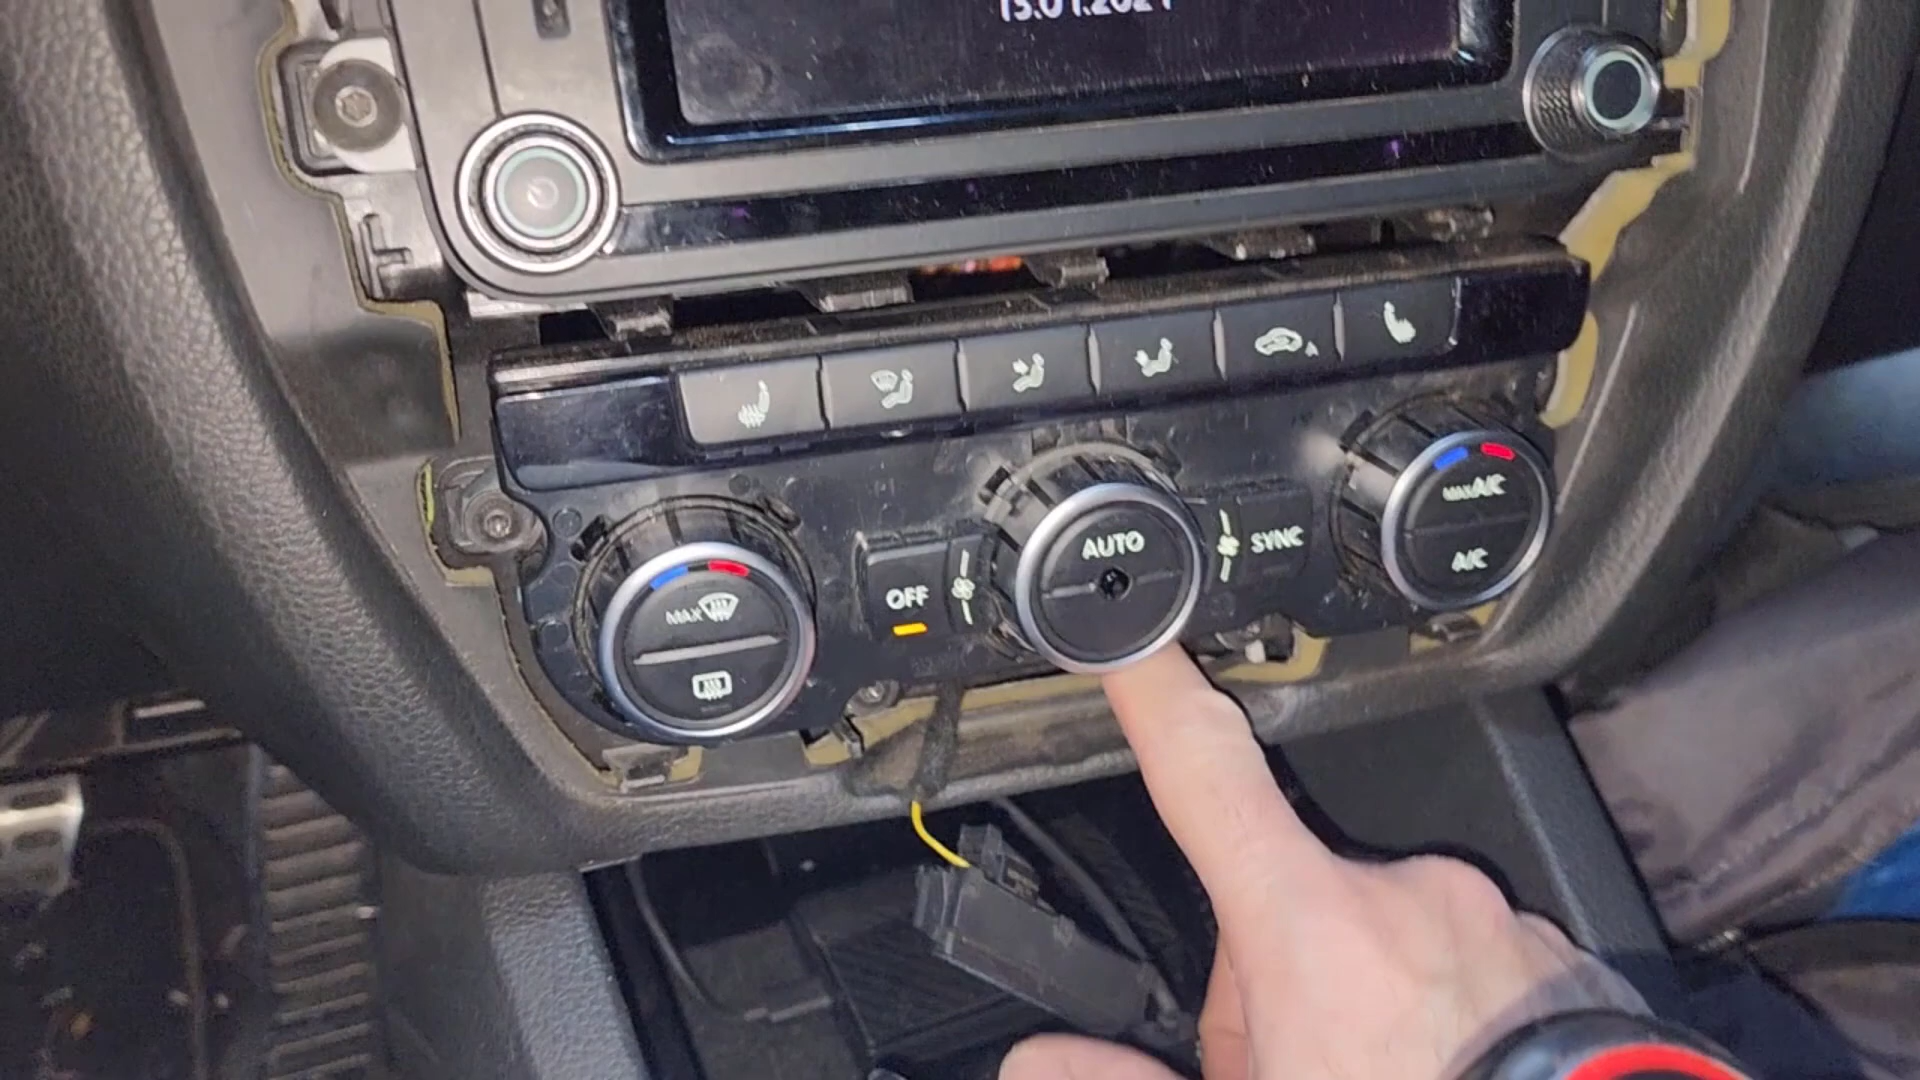 MAX
OFF
AUTO
SYNC
MAX A/C
A/C